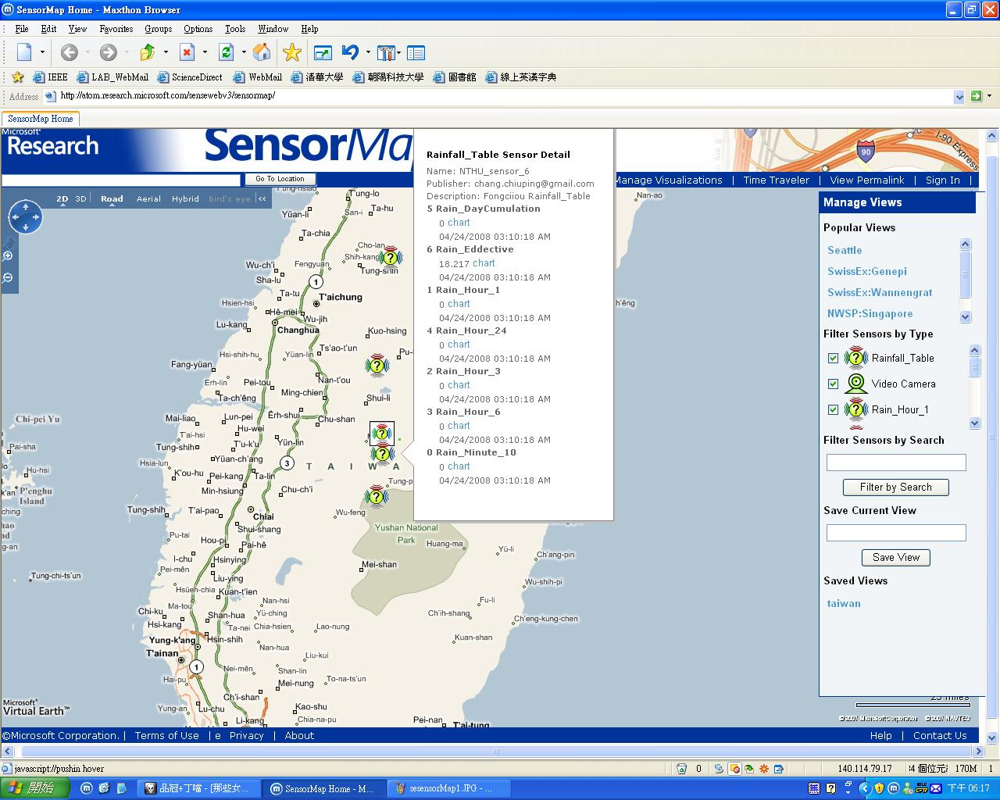 SensorMap Home - Maxthon Browser
File Edit View Favorites Groups Options Tools Window Help
IEEE LAB_WebMail ScienceDirect WebMail 清華大學 朝陽科技大學 圖書館 線上英漢字典
Address http://atom.research.microsoft.com/sensewebv3/sensormap/
SensorMap Home
Microsoft®
Research
SensorMa
Go To Location
Manage Visualizations | Time Traveler | View Permalink | Sign In |
2D 3D Road Aerial Hybrid Bird's eye <<
Rainfall_Table Sensor Detail
Name: NTHU_sensor_6
Publisher: chang.chiuping@gmail.com
Description: Fongciiou Rainfall_Table
5 Rain_DayCumulation
0 chart
04/24/2008 03:10:18 AM
6 Rain_Eddective
18.217 chart
04/24/2008 03:10:18 AM
1 Rain_Hour_1
0 chart
04/24/2008 03:10:18 AM
4 Rain_Hour_24
0 chart
04/24/2008 03:10:18 AM
2 Rain_Hour_3
0 chart
04/24/2008 03:10:18 AM
3 Rain_Hour_6
0 chart
04/24/2008 03:10:18 AM
0 Rain_Minute_10
0 chart
04/24/2008 03:10:18 AM
Manage Views
Popular Views
Seattle
SwissEx:Genepi
SwissEx:Wannengrat
NWSP:Singapore
Filter Sensors by Type
Rainfall_Table
Video Camera
Rain_Hour_1
Filter Sensors by Search
Filter by Search
Save Current View
Save View
Saved Views
taiwan
I-90 Express
90
Nan-ao
T'ung-lo
Yüan-li
San-i
Ta-hu
Ta-chia
Cho-lan
Shih-kang
Tung-shih
Wu-ch'i
Fengyuan
Sha-lu
1
Ta-tu
T'aichung
Hsien-hsi
Hê-mei
Wu-jih
Lu-kang
Changhua
Kuo-hsing
Ts'ao-t'un
Pu-
Hsi-shih-hu
Yüan-lin
Fang-yüan
Erh-lin
Pei-tou
Nan-t'ou
Ming-chien
Ta-ch'êng
Shui-li
Mai-liao
Lun-pei
Êrh-shui
Chu-shan
Chi-pei Yu
T'ai-hsi
Hu-wei
Pai-sha
Tung-shih
T'u-k'u
Yün-lin
Yüan-ch'ang
3
T A I W A
Hu-hsi
K'ou-hu
Pei-kang
Ta-lin
Tung-p
P'enghu
Island
Min-hsiung
Chu-ch'i
Tung-shih
T'ai-pao
Chiai
Wu-feng
Shui-shang
Yushan National
Park
Pu-tai
Hou-pi
Pai-hê
Huang-ma
Yü-li
I-chu
Hsinying
Mei-shan
Ch'ang-pin
Pei-mên
Tung-chi-ts'un
Liu-ying
Wu-shih-pi
Hsüeh-chia
Kuan-t'ien
Ma-tou
Nan-hsi
Fu-li
Chi-ku
Shan-hua
Yü-ching
Ch'ih-shang
Ch'eng-kung-chen
Hsi-kang
Ta-nei
Chia-hsien
Lao-nung
Yung-k'ang
Hsin-shih
Kuan-shan
T'ainan
Nan-hua
Liu-kui
1
Nei-mên
Shan-lin
Hai-pu
To-na-ts'un
Mei-nung
Ch'i-shan
Yung-an
Lu-chu
Kao-shu
Li-kang
Chia-na-pu
Pei-nan
T'ai-tung
Microsoft®
Virtual Earth™
25 miles
©2007 Microsoft Corporation ©2007 NAVTEQ
©Microsoft Corporation. | Terms of Use | e Privacy | About
Help | Contact Us
javascript://pushin hover
0
140.114.79.17
170M
1
開始
品冠+丁噹 - [那些女...
SensorMap Home - M...
sesensorMap1.JPG - ...
下午 06:17